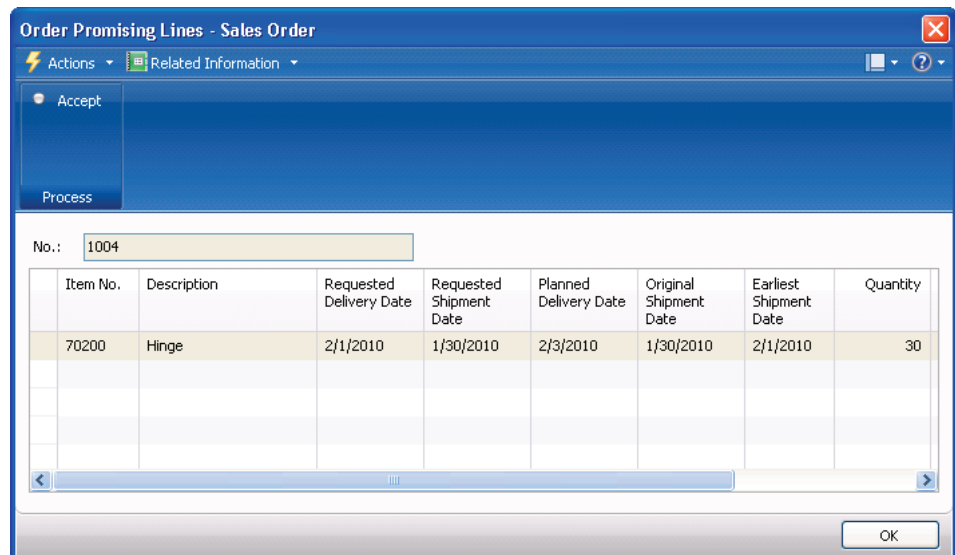 Order Promising Lines - Sales Order
Actions Related Information
Accept
Process
No.: 1004
Item No. Description Requested Delivery Date Requested Shipment Date Planned Delivery Date Original Shipment Date Earliest Shipment Date Quantity
70200 Hinge 2/1/2010 1/30/2010 2/3/2010 1/30/2010 2/1/2010 30
OK